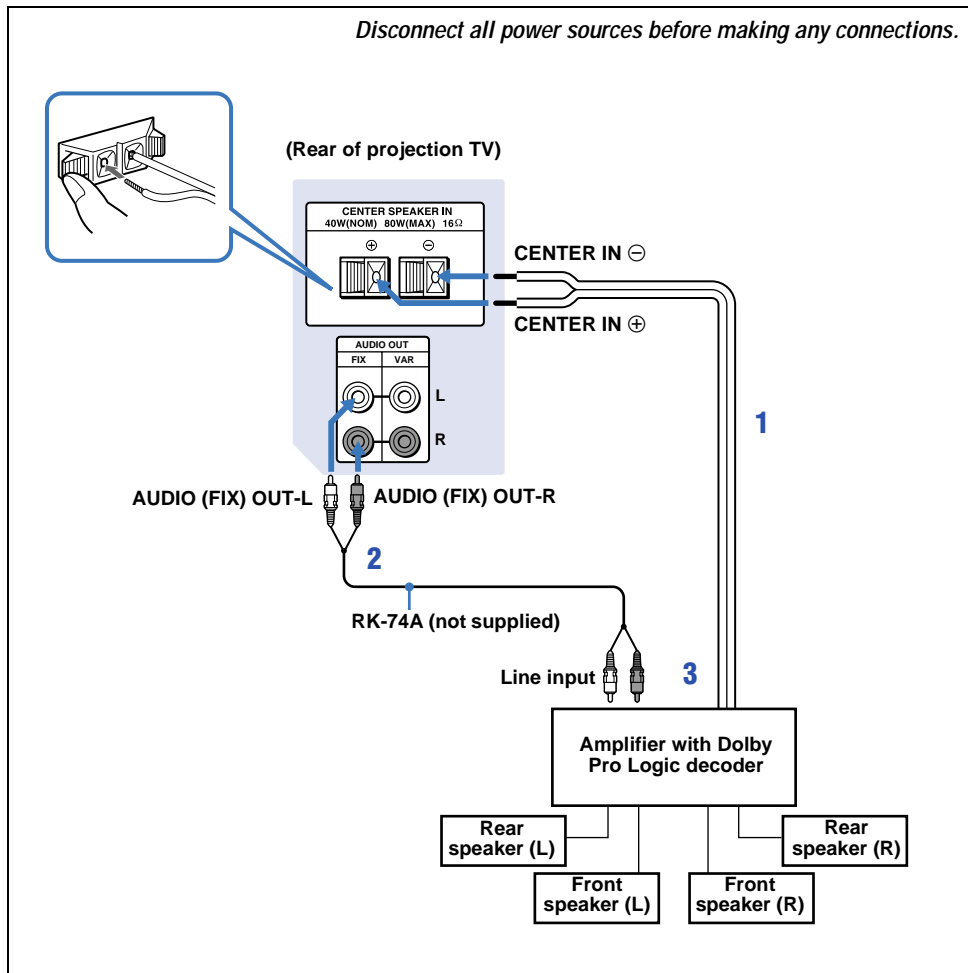 Disconnect all power sources before making any connections.
(Rear of projection TV)
CENTER SPEAKER IN
40W(NOM) 80W(MAX) 16Ω
⊕ ⊖
CENTER IN ⊖
CENTER IN ⊕
AUDIO OUT
FIX VAR
L
R
1
AUDIO (FIX) OUT-L
AUDIO (FIX) OUT-R
2
RK-74A (not supplied)
Line input
3
Amplifier with Dolby
Pro Logic decoder
Rear
speaker (L)
Rear
speaker (R)
Front
speaker (L)
Front
speaker (R)